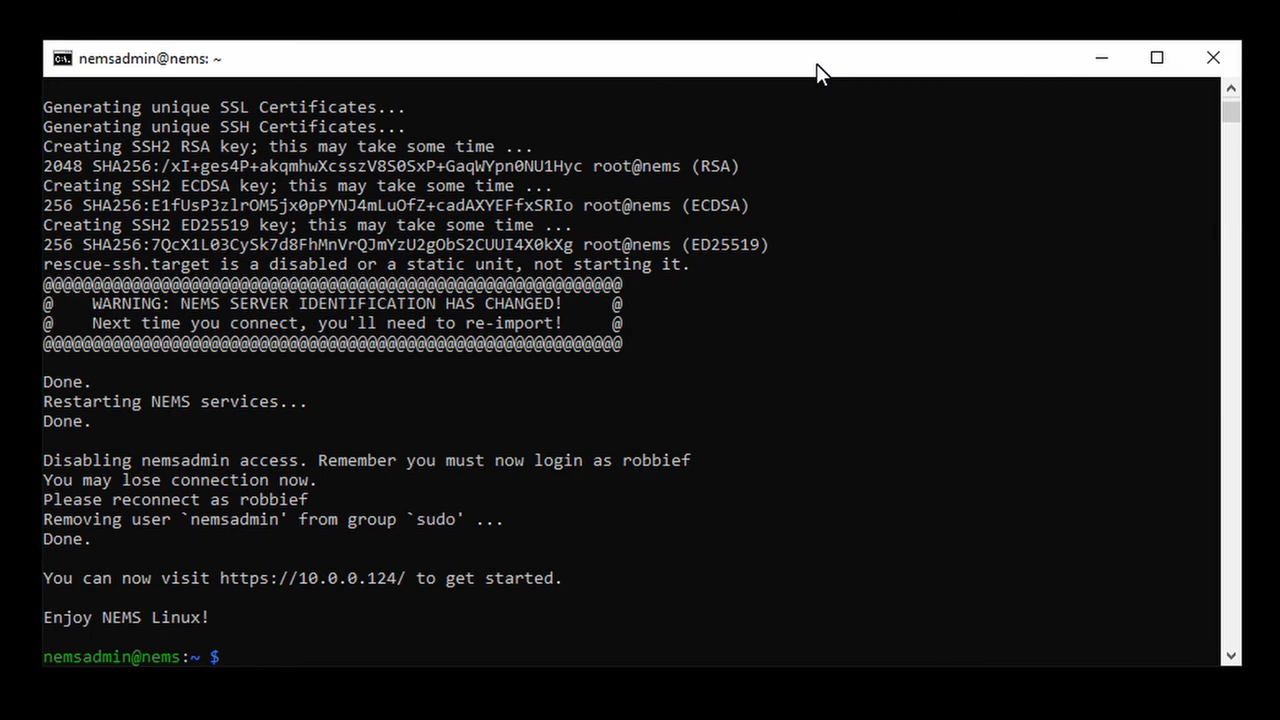 nemsadmin@nems: ~
Generating unique SSL Certificates...
Generating unique SSH Certificates...
Creating SSH2 RSA key; this may take some time ...
2048 SHA256:/xI+ges4P+akqmhwXcsszV8S0SxP+GaqWYpn0NU1Hyc root@nems (RSA)
Creating SSH2 ECDSA key; this may take some time ...
256 SHA256:E1fUsP3zlrOM5jx0pPYNJ4mLuOfZ+cadAXYEFfxSRIo root@nems (ECDSA)
Creating SSH2 ED25519 key; this may take some time ...
256 SHA256:7QcX1L03CySk7d8FhMnVrQJmYzU2gObS2CUUI4X0kXg root@nems (ED25519)
rescue-ssh.target is a disabled or a static unit, not starting it.
@@@@@@@@@@@@@@@@@@@@@@@@@@@@@@@@@@@@@@@@@@@@@@@@@@@@@@@@@@@
@    WARNING: NEMS SERVER IDENTIFICATION HAS CHANGED!     @
@    Next time you connect, you'll need to re-import!     @
@@@@@@@@@@@@@@@@@@@@@@@@@@@@@@@@@@@@@@@@@@@@@@@@@@@@@@@@@@@
Done.
Restarting NEMS services...
Done.
Disabling nemsadmin access. Remember you must now login as robbief
You may lose connection now.
Please reconnect as robbief
Removing user `nemsadmin' from group `sudo' ...
Done.
You can now visit https://10.0.0.124/ to get started.
Enjoy NEMS Linux!
nemsadmin@nems:~ $